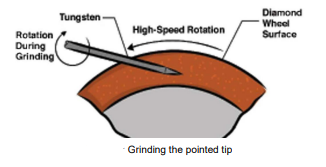 Tungsten
High-Speed Rotation
Diamond
Wheel
Surface
Rotation
During
Grinding
Grinding the pointed tip